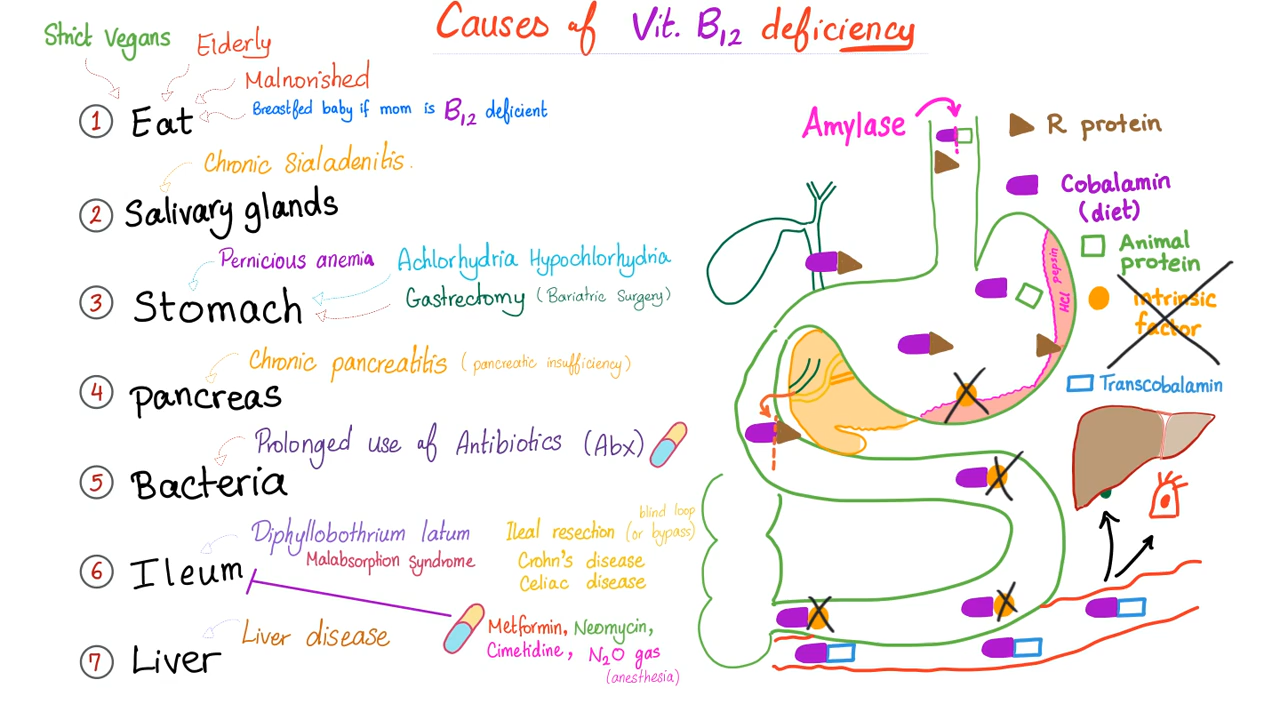 Causes of Vit. B12 deficiency
Strict Vegans
Elderly
Malnorished
Breastfed baby if mom is B12 deficient
1 Eat
Chronic Sialadenitis.
2 Salivary glands
Pernicious anemia
Achlorhydria Hypochlorhydria
Gastrectomy (Bariatric Surgery)
3 Stomach
Chronic pancreatitis (pancreatic insufficiency)
4 Pancreas
Prolonged use of Antibiotics (Abx)
5 Bacteria
Diphyllobothrium latum
Malabsorption Syndrome
blind loop
Ileal resection (or bypass)
Crohn's disease
Celiac disease
6 Ileum
Metformin, Neomycin,
Cimetidine, N2O gas
(anesthesia)
Liver disease
7 Liver
Amylase
R protein
Cobalamin
(diet)
Animal
protein
intrinsic
factor
Transcobalamin
HCl pepsin